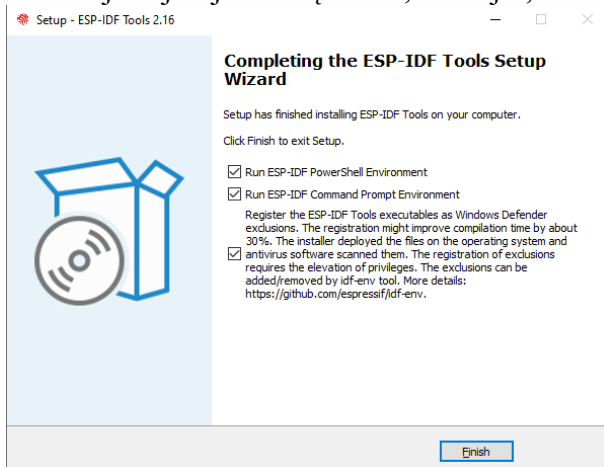 Setup - ESP-IDF Tools 2.16
Completing the ESP-IDF Tools Setup
Wizard
Setup has finished installing ESP-IDF Tools on your computer.
Click Finish to exit Setup.
Run ESP-IDF PowerShell Environment
Run ESP-IDF Command Prompt Environment
Register the ESP-IDF Tools executables as Windows Defender
exclusions. The registration might improve compilation time by about
30%. The installer deployed the files on the operating system and
antivirus software scanned them. The registration of exclusions
requires the elevation of privileges. The exclusions can be
added/removed by idf-env tool. More details:
https://github.com/espressif/idf-env.
Finish